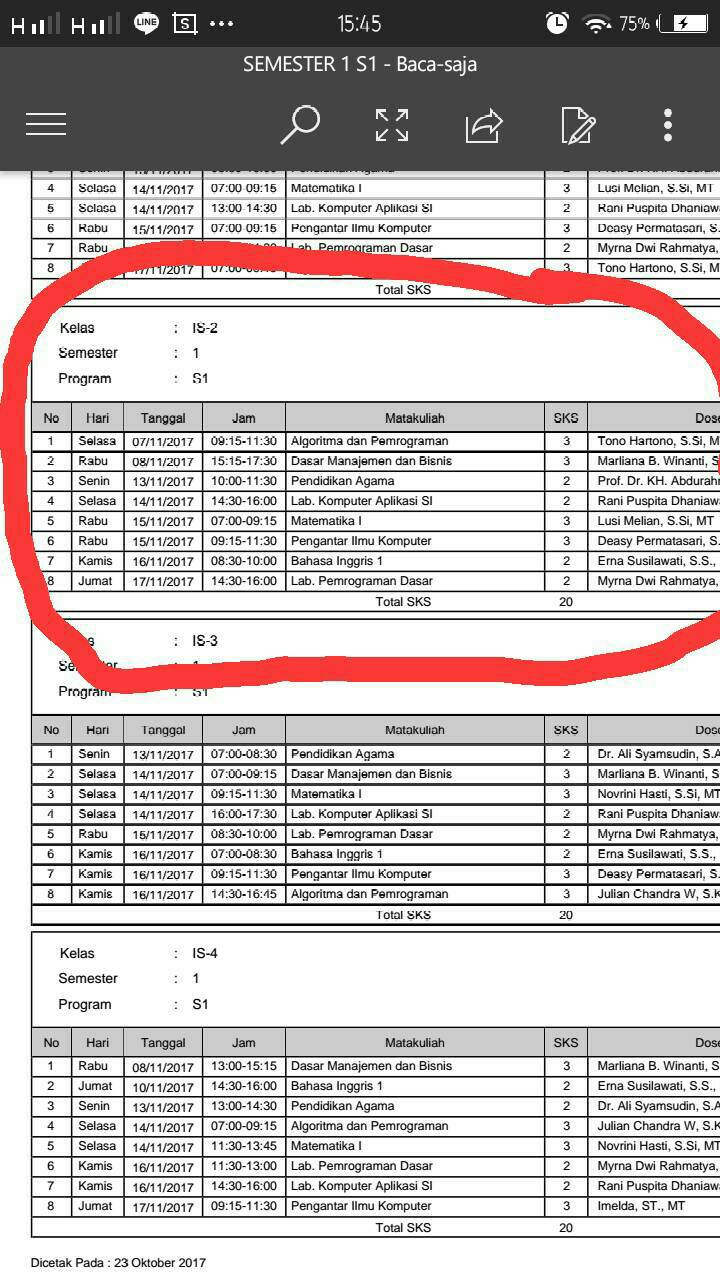 H H LINE S ... 15:45 75%
SEMESTER 1 S1 - Baca-saja
4 Selasa 14/11/2017 07:00-09:15 Matematika I 3 Lusi Melian, S.Si, MT
5 Selasa 14/11/2017 13:00-14:30 Lab. Komputer Aplikasi SI 2 Rani Puspita Dhaniaw
6 Rabu 15/11/2017 07:00-09:15 Pengantar Ilmu Komputer 3 Deasy Permatasari, S.
7 Rabu Lab. Pemrograman Dasar 2 Myrna Dwi Rahmatya,
8 17/11/2017 3 Tono Hartono, S.Si, M
Total SKS
Kelas : IS-2
Semester : 1
Program : S1
No Hari Tanggal Jam Matakuliah SKS Dose
1 Selasa 07/11/2017 09:15-11:30 Algoritma dan Pemrograman 3 Tono Hartono, S.Si, M
2 Rabu 08/11/2017 15:15-17:30 Dasar Manajemen dan Bisnis 3 Marliana B. Winanti, S
3 Senin 13/11/2017 10:00-11:30 Pendidikan Agama 2 Prof. Dr. KH. Abdurahr
4 Selasa 14/11/2017 14:30-16:00 Lab. Komputer Aplikasi SI 2 Rani Puspita Dhaniaw
5 Rabu 15/11/2017 07:00-09:15 Matematika I 3 Lusi Melian, S.Si, MT
6 Rabu 15/11/2017 09:15-11:30 Pengantar Ilmu Komputer 3 Deasy Permatasari, S.
7 Kamis 16/11/2017 08:30-10:00 Bahasa Inggris 1 2 Erna Susilawati, S.S.,
8 Jumat 17/11/2017 14:30-16:00 Lab. Pemrograman Dasar 2 Myrna Dwi Rahmatya,
Total SKS 20
: IS-3
: 1
Program : S1
No Hari Tanggal Jam Matakuliah SKS Dose
1 Senin 13/11/2017 07:00-08:30 Pendidikan Agama 2 Dr. Ali Syamsudin, S.A
2 Selasa 14/11/2017 07:00-09:15 Dasar Manajemen dan Bisnis 3 Marliana B. Winanti, S
3 Selasa 14/11/2017 09:15-11:30 Matematika I 3 Novrini Hasti, S.Si, MT
4 Selasa 14/11/2017 16:00-17:30 Lab. Komputer Aplikasi SI 2 Rani Puspita Dhaniaw
5 Rabu 15/11/2017 08:30-10:00 Lab. Pemrograman Dasar 2 Myrna Dwi Rahmatya,
6 Kamis 16/11/2017 07:00-08:30 Bahasa Inggris 1 2 Erna Susilawati, S.S.,
7 Kamis 16/11/2017 09:15-11:30 Pengantar Ilmu Komputer 3 Deasy Permatasari, S.
8 Kamis 16/11/2017 14:30-16:45 Algoritma dan Pemrograman 3 Julian Chandra W, S.K
Total SKS 20
Kelas : IS-4
Semester : 1
Program : S1
No Hari Tanggal Jam Matakuliah SKS Dose
1 Rabu 08/11/2017 13:00-15:15 Dasar Manajemen dan Bisnis 3 Marliana B. Winanti, S
2 Jumat 10/11/2017 14:30-16:00 Bahasa Inggris 1 2 Erna Susilawati, S.S.,
3 Senin 13/11/2017 13:00-14:30 Pendidikan Agama 2 Dr. Ali Syamsudin, S.A
4 Selasa 14/11/2017 07:00-09:15 Algoritma dan Pemrograman 3 Julian Chandra W, S.K
5 Selasa 14/11/2017 11:30-13:45 Matematika I 3 Novrini Hasti, S.Si, MT
6 Kamis 16/11/2017 11:30-13:00 Lab. Pemrograman Dasar 2 Myrna Dwi Rahmatya,
7 Kamis 16/11/2017 14:30-16:00 Lab. Komputer Aplikasi SI 2 Rani Puspita Dhaniaw
8 Jumat 17/11/2017 09:15-11:30 Pengantar Ilmu Komputer 3 Imelda, ST., MT
Total SKS 20
Dicetak Pada : 23 Oktober 2017